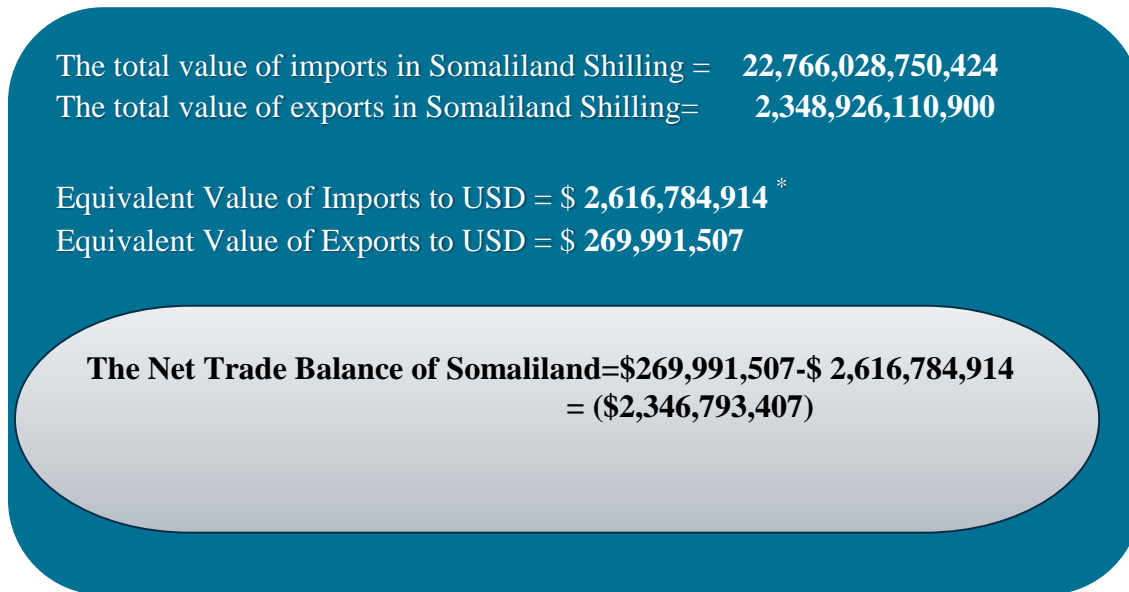 The total value of imports in Somaliland Shilling = 22,766,028,750,424
The total value of exports in Somaliland Shilling= 2,348,926,110,900
Equivalent Value of Imports to USD = $ 2,616,784,914 *
Equivalent Value of Exports to USD = $ 269,991,507
The Net Trade Balance of Somaliland=$269,991,507-$ 2,616,784,914
= ($2,346,793,407)